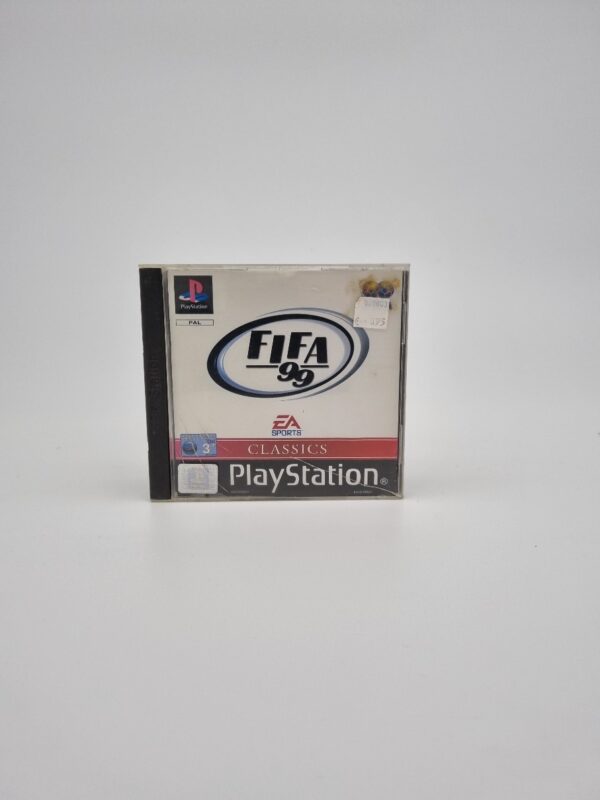 PlayStation
PAL
FIFA
99
EA
SPORTS
3+
CLASSICS
PlayStation®